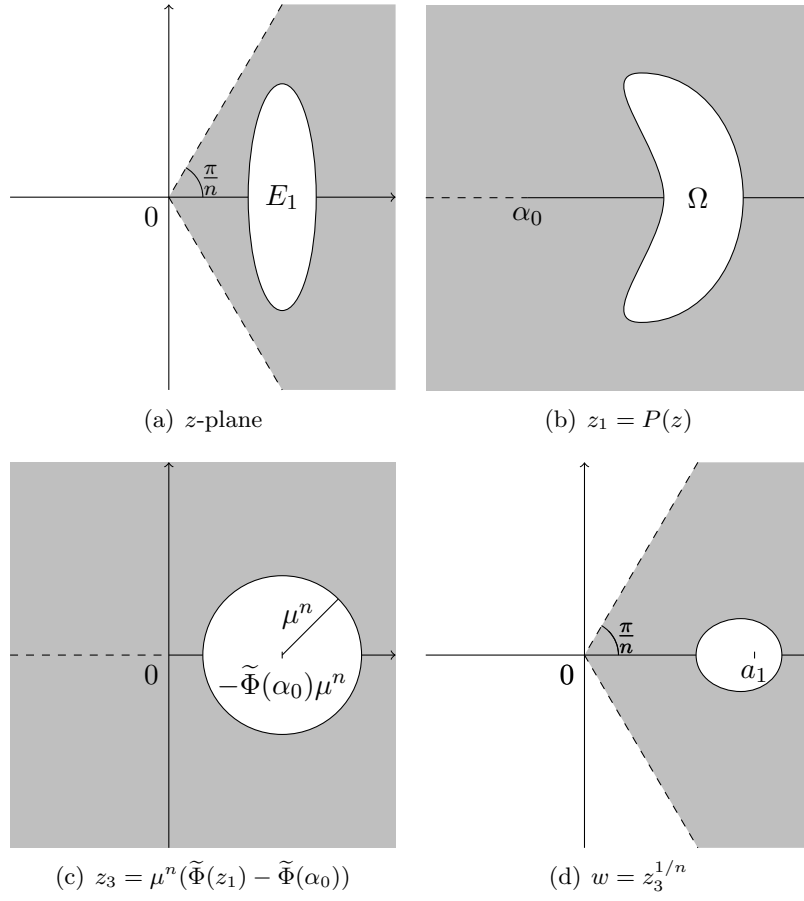 π/n
E₁
0
(a) z-plane
α₀
Ω
(b) z₁ = P(z)
μⁿ
0
−Φ̃(α₀)μⁿ
(c) z₃ = μⁿ(Φ̃(z₁) − Φ̃(α₀))
π/n
0
a₁
(d) w = z₃^{1/n}